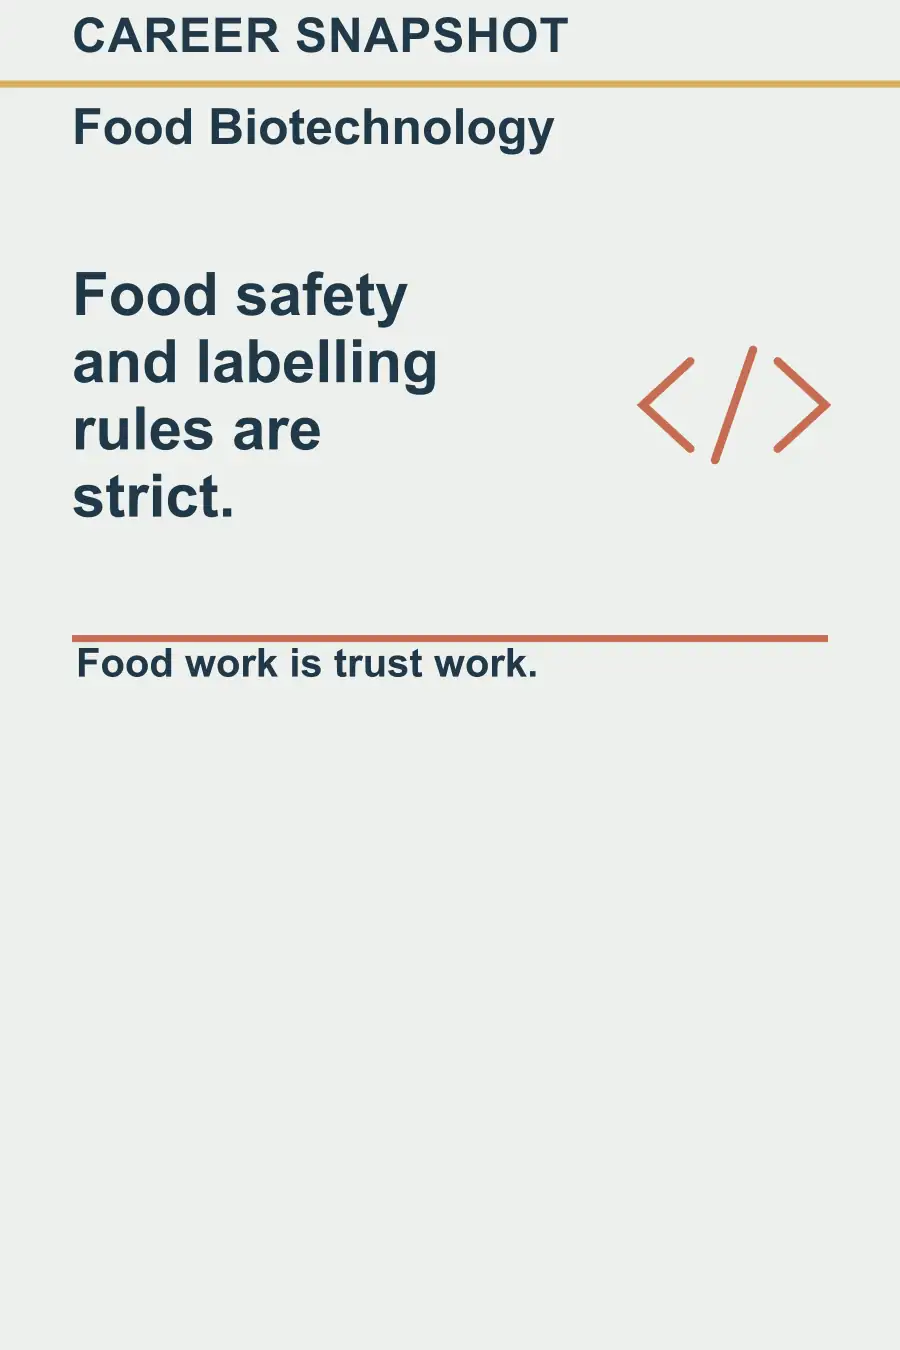 CAREER SNAPSHOT
Food Biotechnology
Food safety
and labelling
rules are
strict.
Food work is trust work.